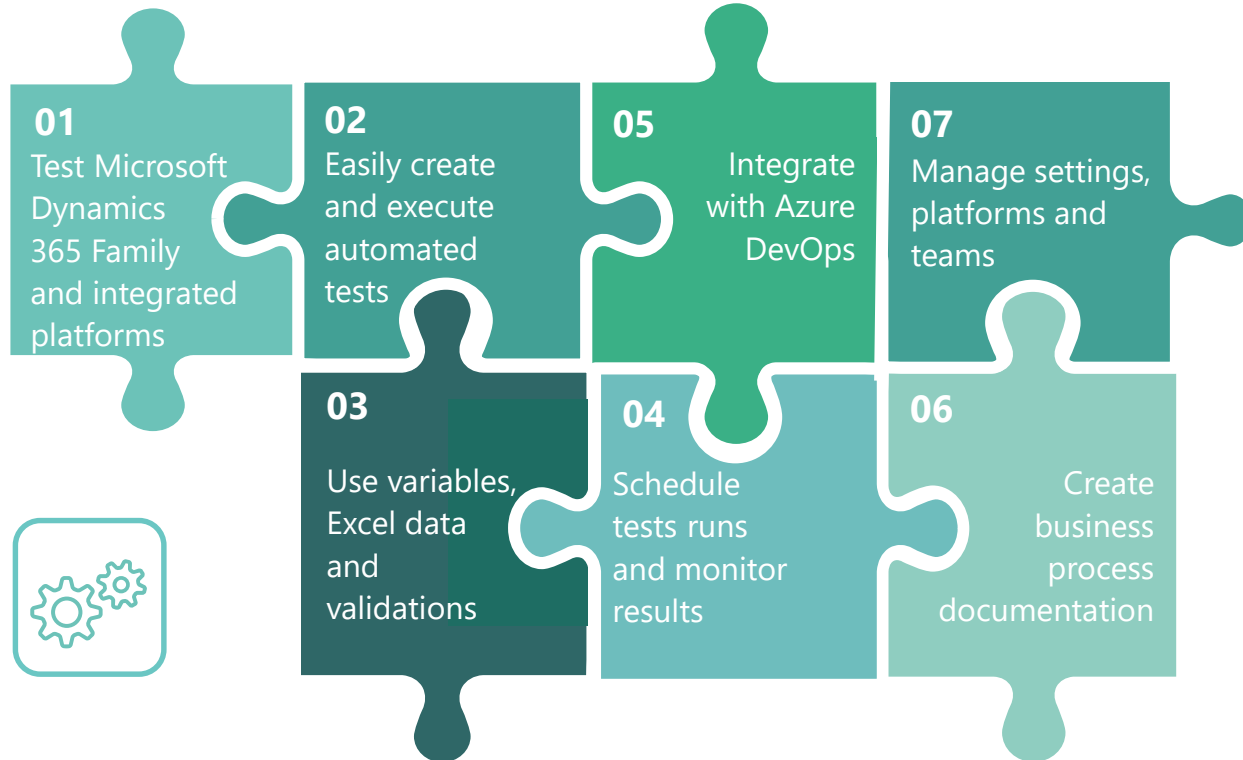 01
Test Microsoft
Dynamics
365 Family
and integrated
platforms
02
Easily create
and execute
automated
tests
05
Integrate
with Azure
DevOps
07
Manage settings,
platforms and
teams
03
Use variables,
Excel data
and
validations
04
Schedule
tests runs
and monitor
results
06
Create
business
process
documentation